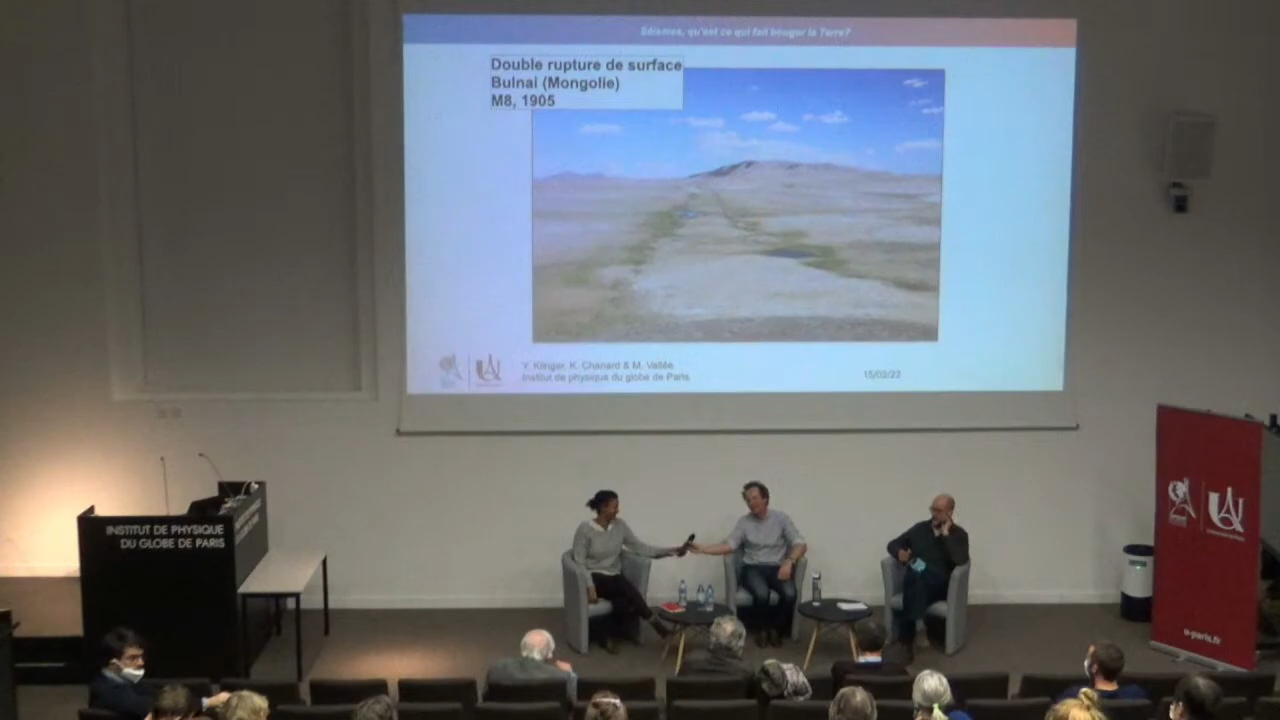 Séismes, qu'est ce qui fait bouger la Terre?
Double rupture de surface
Bulnai (Mongolie)
M8, 1905
Y. Klinger, K. Chanard & M. Vallée
Institut de physique du globe de Paris
15/02/22
INSTITUT DE PHYSIQUE
DU GLOBE DE PARIS
u-paris.fr